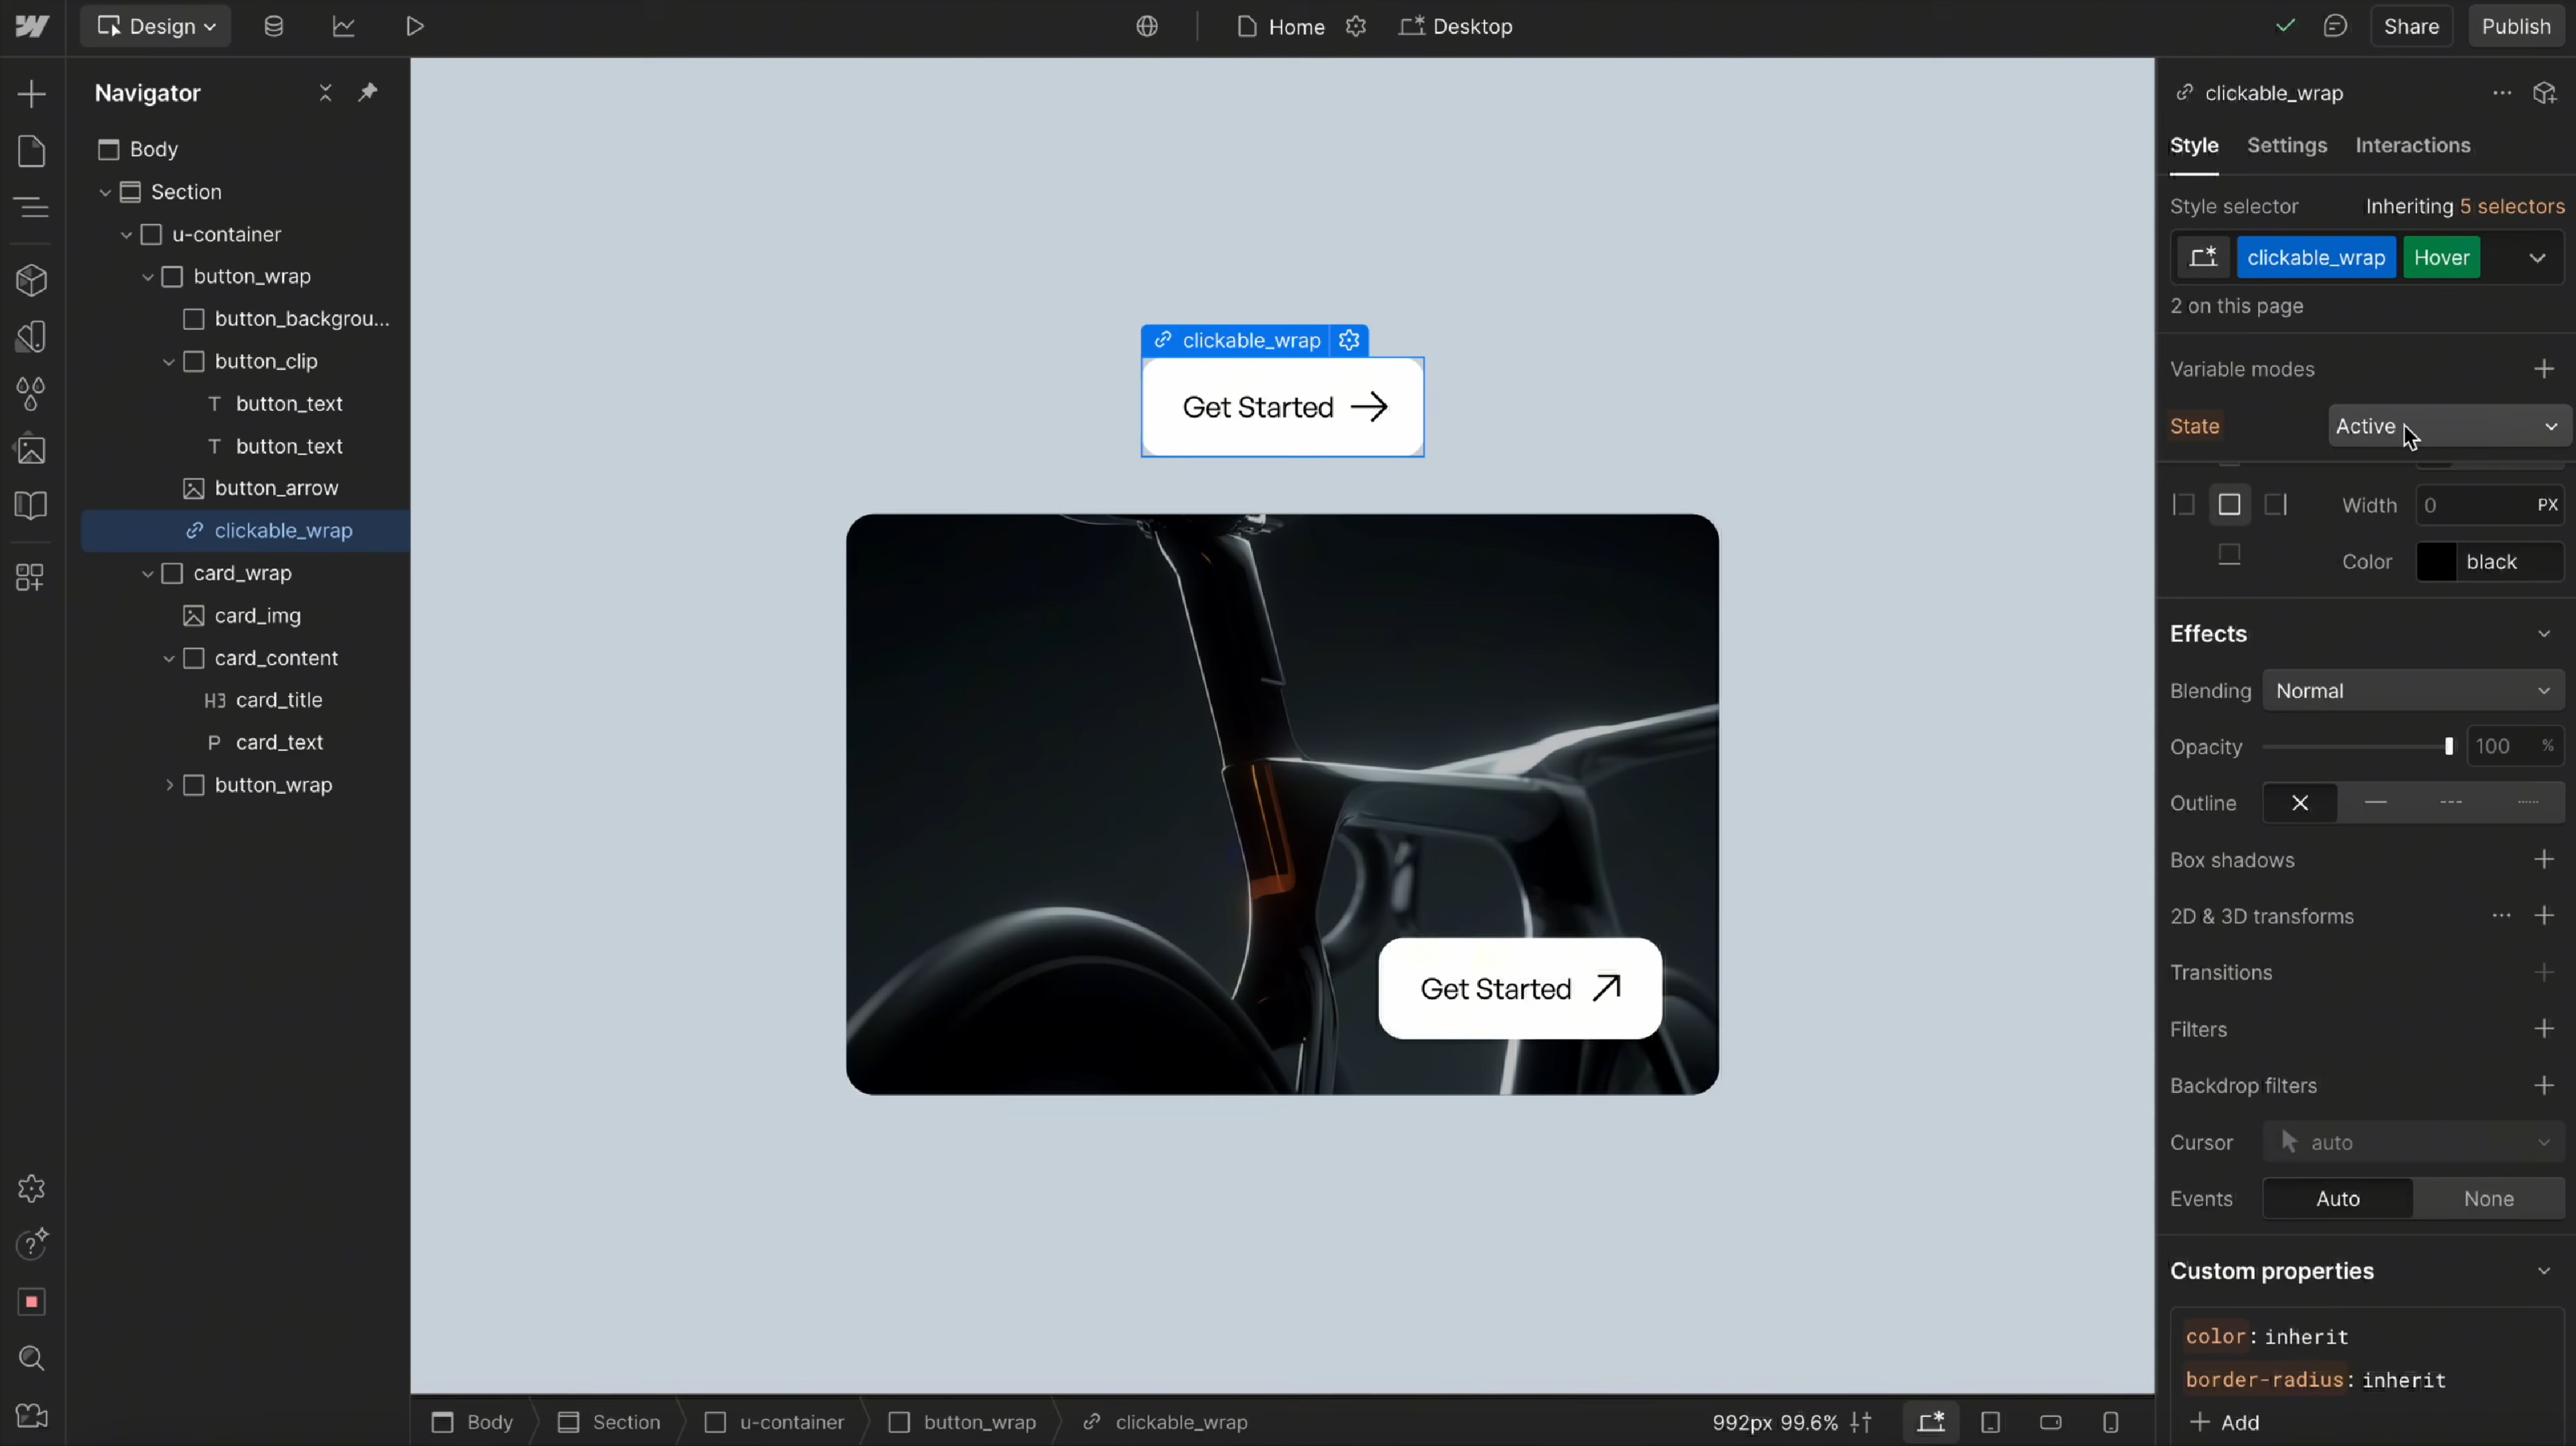 Design
Home
Desktop
Share
Publish
Navigator
Body
Section
u-container
button_wrap
button_backgrou...
button_clip
T button_text
T button_text
button_arrow
clickable_wrap
card_wrap
card_img
card_content
H3 card_title
P card_text
button_wrap
clickable_wrap
Get Started
Get Started
clickable_wrap
Style Settings Interactions
Style selector Inheriting 5 selectors
clickable_wrap Hover
2 on this page
Variable modes
State Active
Width 0 PX
Color black
Effects
Blending Normal
Opacity 100 %
Outline
Box shadows
2D & 3D transforms
Transitions
Filters
Backdrop filters
Cursor auto
Events Auto None
Custom properties
color: inherit
border-radius: inherit
Add
Body Section u-container button_wrap clickable_wrap
992px 99.6%